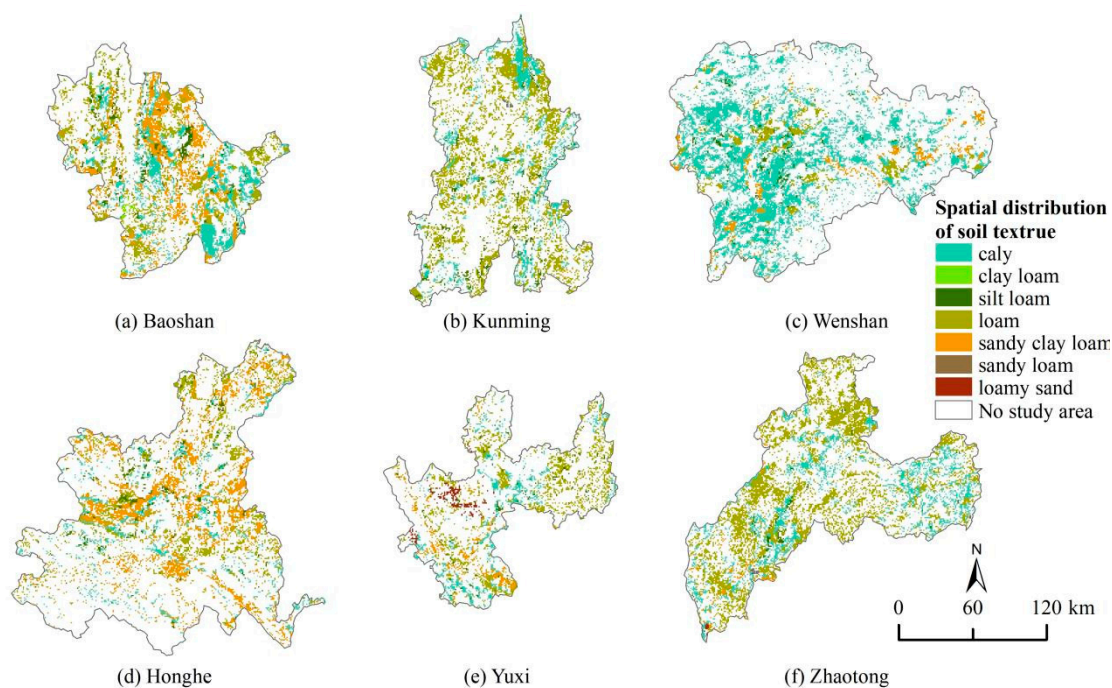 (a) Baoshan
(b) Kunming
(c) Wenshan
Spatial distribution
of soil textrue
caly
clay loam
silt loam
loam
sandy clay loam
sandy loam
loamy sand
No study area
(d) Honghe
(e) Yuxi
(f) Zhaotong
N
0 60 120 km